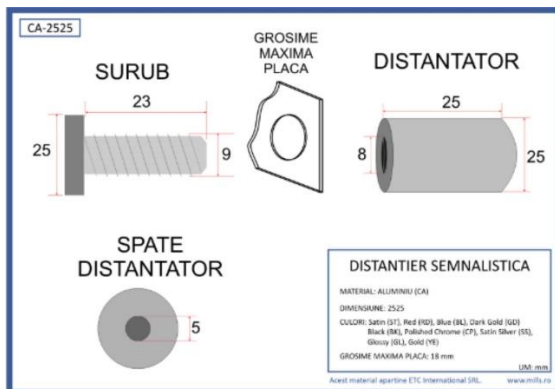 CA-2525
SURUB
23
25
9
GROSIME
MAXIMA
PLACA
DISTANTATOR
25
8
25
SPATE
DISTANTATOR
5
DISTANTIER SEMNALISTICA
MATERIAL: ALUMINIU (CA)
DIMENSIUNE: 2525
CULORI: Satin (ST), Red (RD), Blue (BL), Dark Gold (GD)
Black (BK), Polished Chrome (CP), Satin Silver (SS),
Glossy (GL), Gold (YE)
GROSIME MAXIMA PLACA: 18 mm
UM: mm
Acest material apartine ETC International SRL. www.mills.ro